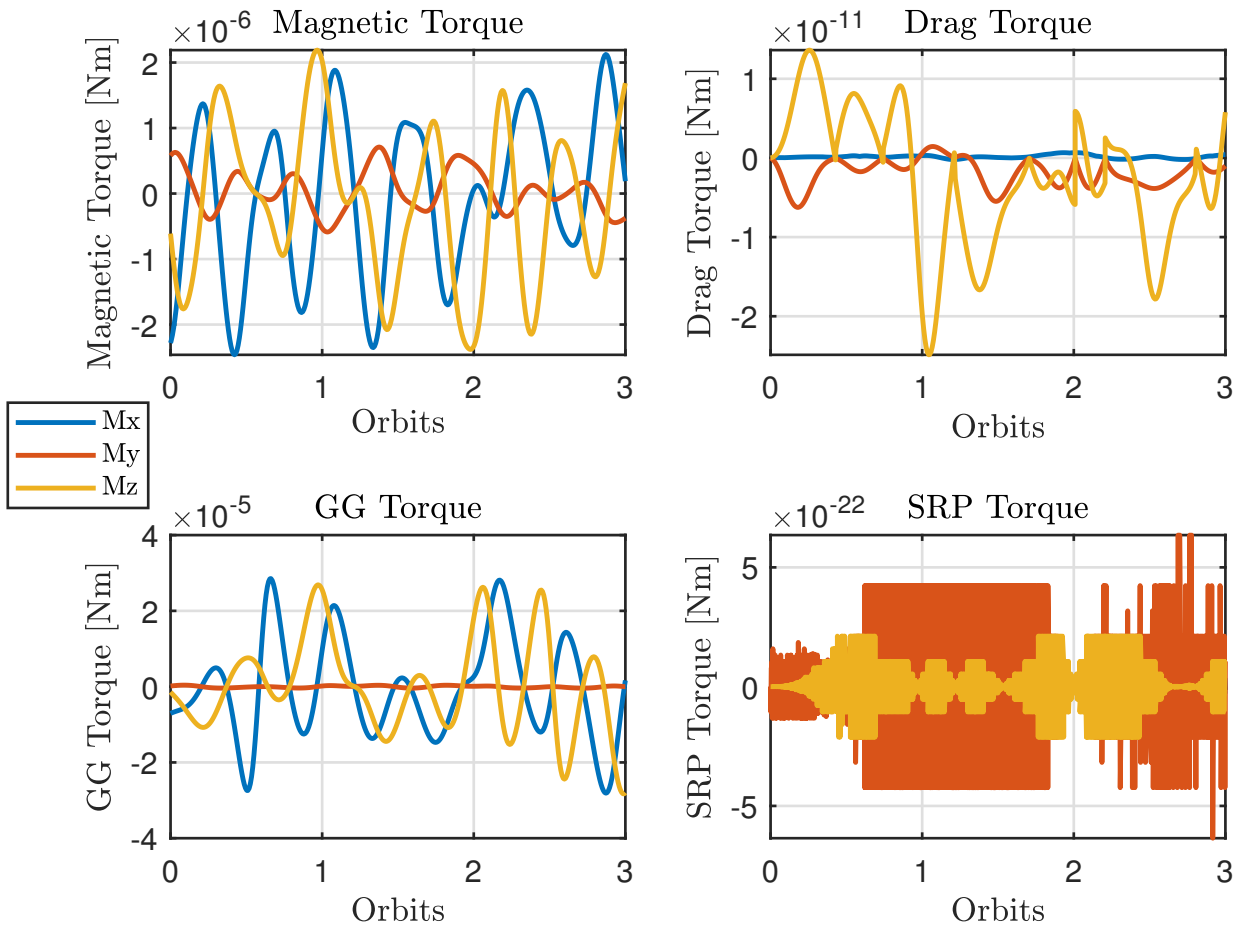 ×10-6 Magnetic Torque
Magnetic Torque [Nm]
2
1
0
-1
-2
0 1 2 3
Orbits
×10-11 Drag Torque
Drag Torque [Nm]
1
0
-1
-2
0 1 2 3
Orbits
Mx
My
Mz
×10-5 GG Torque
GG Torque [Nm]
4
2
0
-2
-4
0 1 2 3
Orbits
×10-22 SRP Torque
SRP Torque [Nm]
5
0
-5
0 1 2 3
Orbits